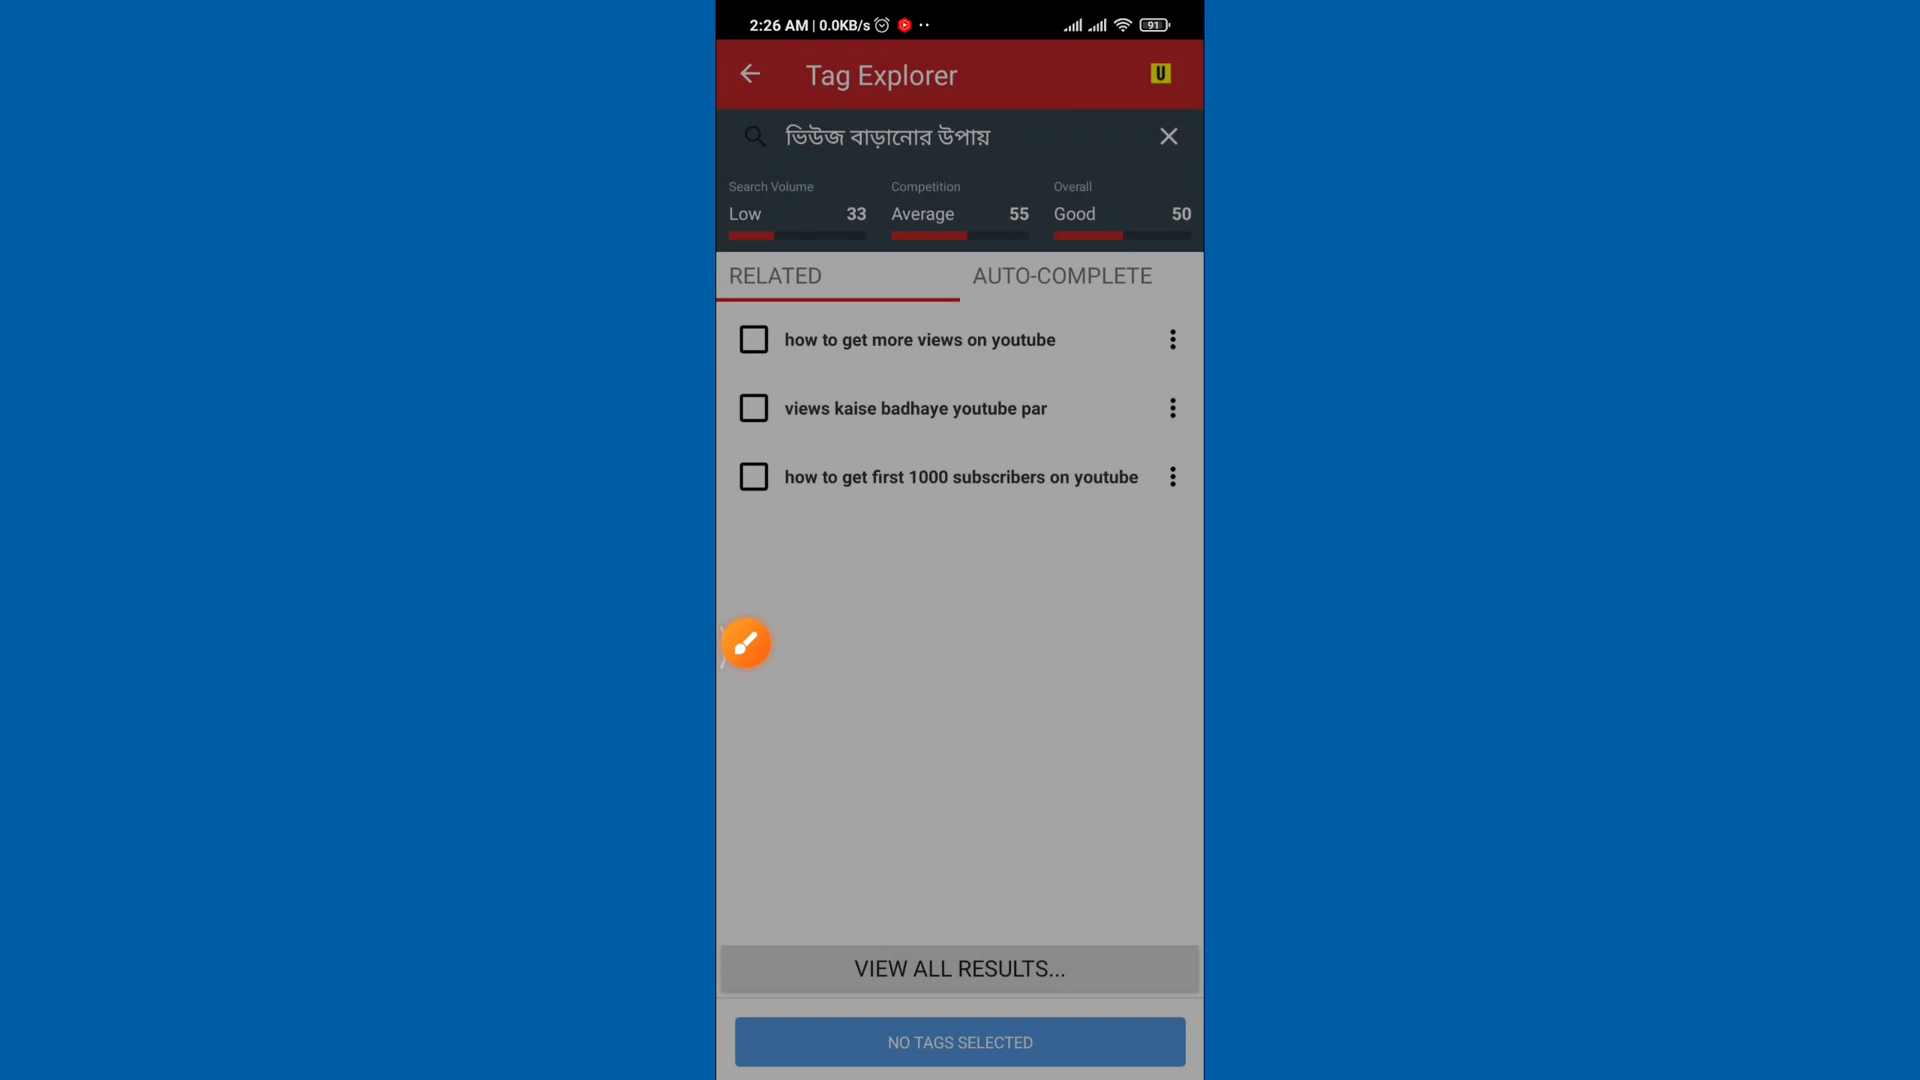 2:26 AM | 0.0KB/s
91
Tag Explorer
U
ভিউজ বাড়ানোর উপায়
Search Volume Competition Overall
Low 33 Average 55 Good 50
RELATED AUTO-COMPLETE
how to get more views on youtube
views kaise badhaye youtube par
how to get first 1000 subscribers on youtube
VIEW ALL RESULTS...
NO TAGS SELECTED